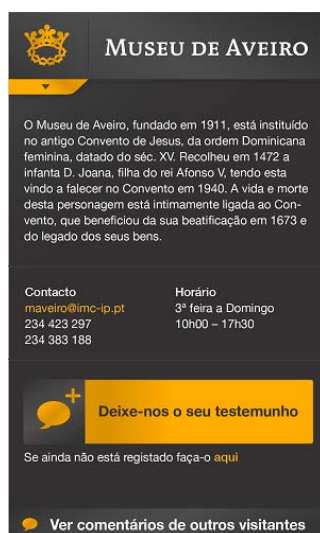 MUSEU DE AVEIRO
O Museu de Aveiro, fundado em 1911, está instituído
no antigo Convento de Jesus, da ordem Dominicana
feminina, datado do séc. XV. Recolheu em 1472 a
infanta D. Joana, filha do rei Afonso V, tendo esta
vindo a falecer no Convento em 1940. A vida e morte
desta personagem está intimamente ligada ao Con-
vento, que beneficiou da sua beatificação em 1673 e
do legado dos seus bens.
Contacto
maveiro@imc-ip.pt
234 423 297
234 383 188
Horário
3ª feira a Domingo
10h00 – 17h30
Deixe-nos o seu testemunho
Se ainda não está registado faça-o aqui
Ver comentários de outros visitantes